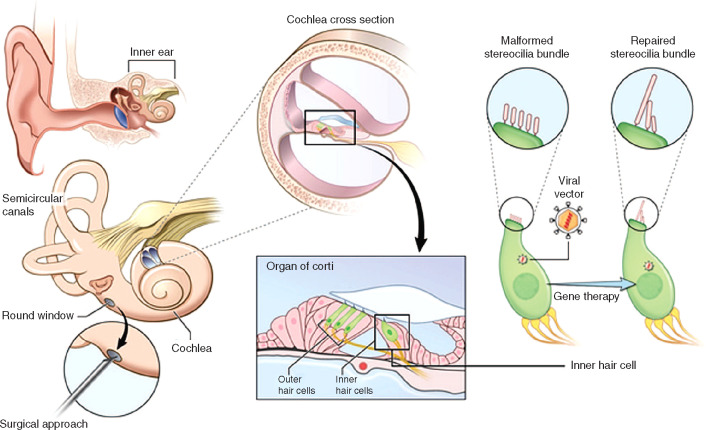 Inner ear
Semicircular
canals
Round window
Cochlea
Surgical approach
Cochlea cross section
Organ of corti
Outer
hair cells
Inner
hair cells
Inner hair cell
Malformed
stereocilia bundle
Repaired
stereocilia bundle
Viral
vector
Gene therapy